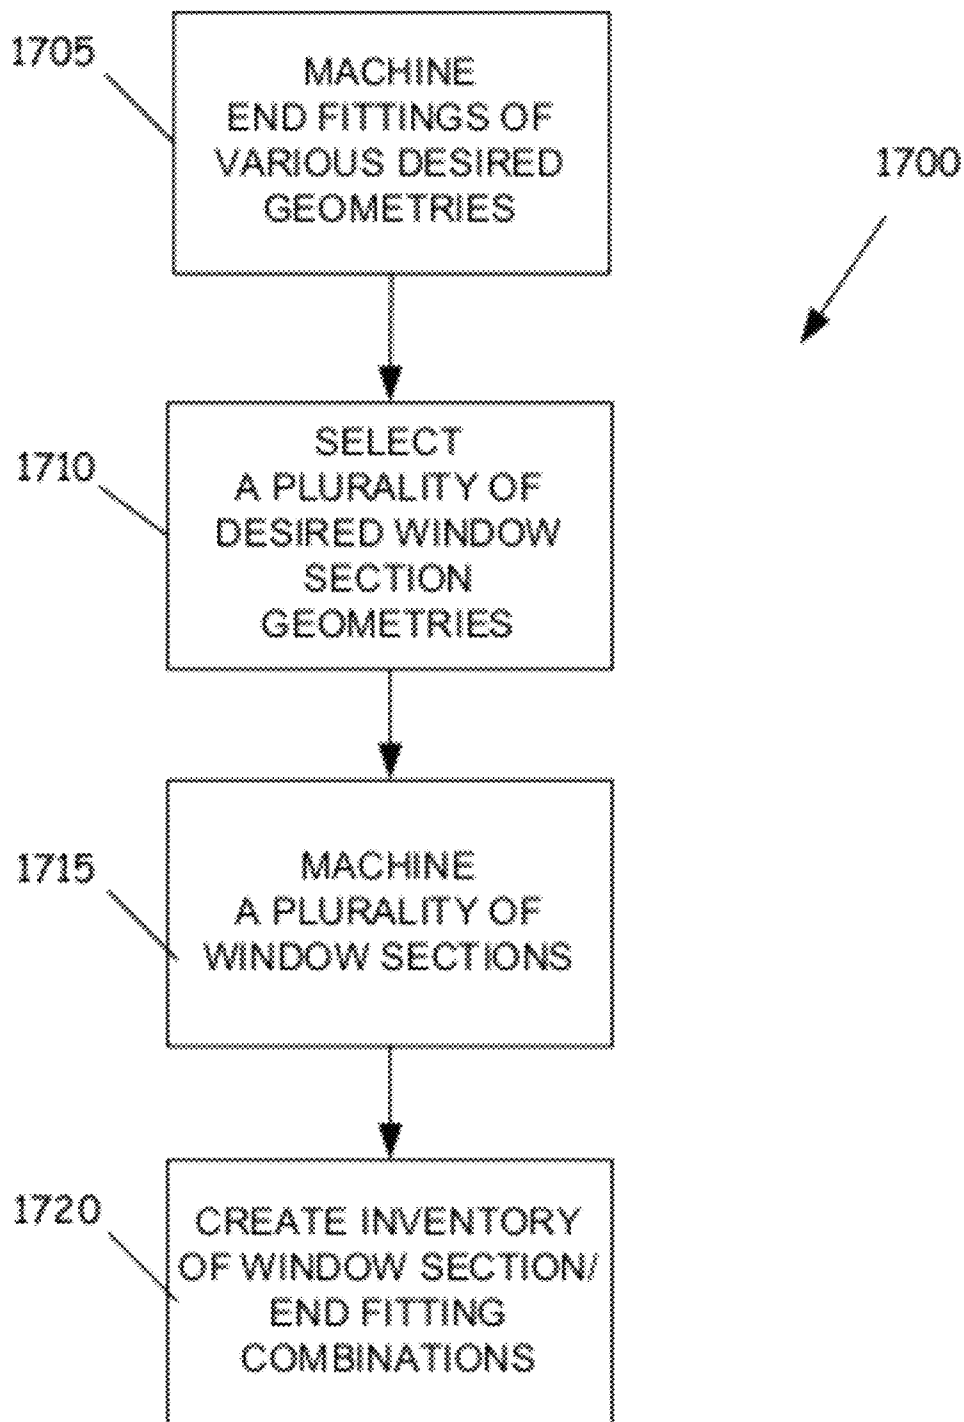 1705
MACHINE
END FITTINGS OF
VARIOUS DESIRED
GEOMETRIES
1700
1710
SELECT
A PLURALITY OF
DESIRED WINDOW
SECTION
GEOMETRIES
1715
MACHINE
A PLURALITY OF
WINDOW SECTIONS
1720
CREATE INVENTORY
OF WINDOW SECTION/
END FITTING
COMBINATIONS